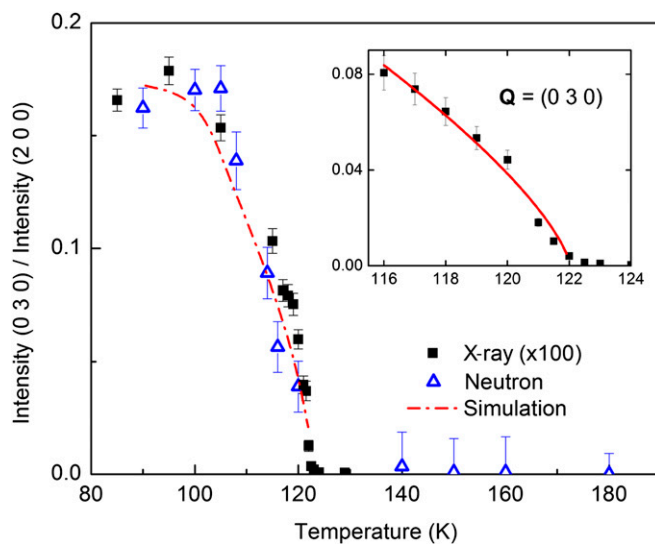 Intensity (0 3 0) / Intensity (2 0 0)
0.2
0.1
0.0
80 100 120 140 160 180
Temperature (K)
0.08
0.04
0.00
116 118 120 122 124
Q = (0 3 0)
X-ray (x100)
Neutron
Simulation